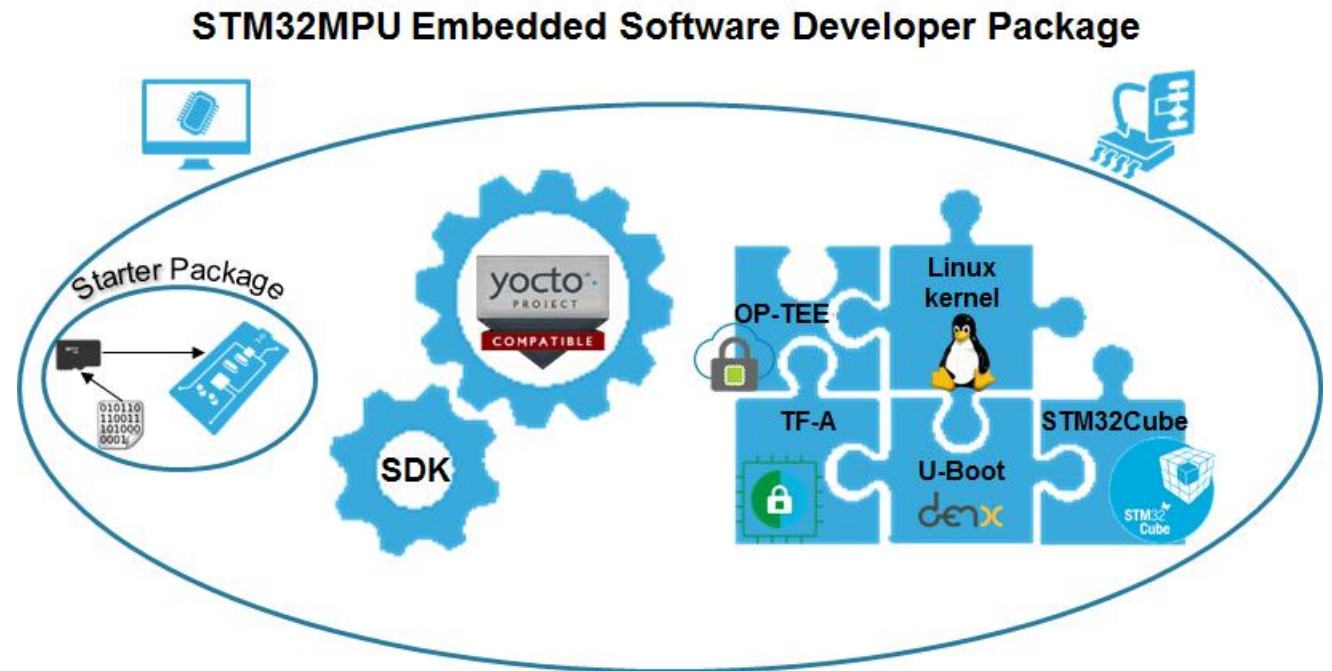 STM32MPU Embedded Software Developer Package
Starter Package
010110
110011
101000
0001
yocto
PROJECT
COMPATIBLE
SDK
OP-TEE
Linux
kernel
TF-A
U-Boot
denx
STM32Cube
STM32
Cube